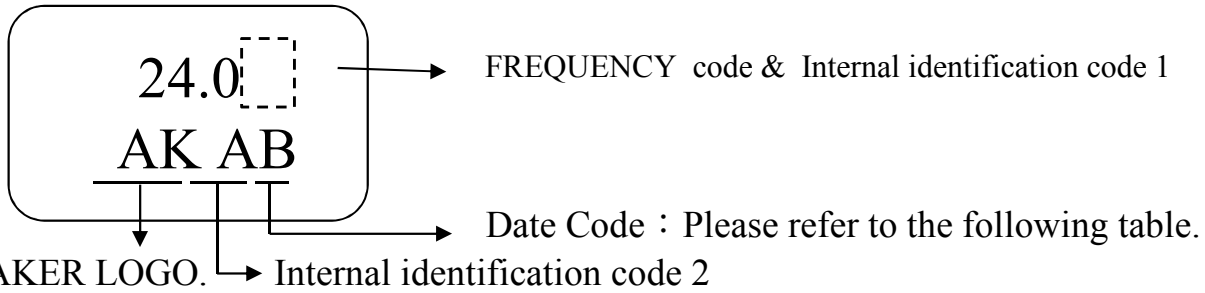 24.0
FREQUENCY code & Internal identification code 1
AK AB
Date Code：Please refer to the following table.
AKER LOGO.
Internal identification code 2